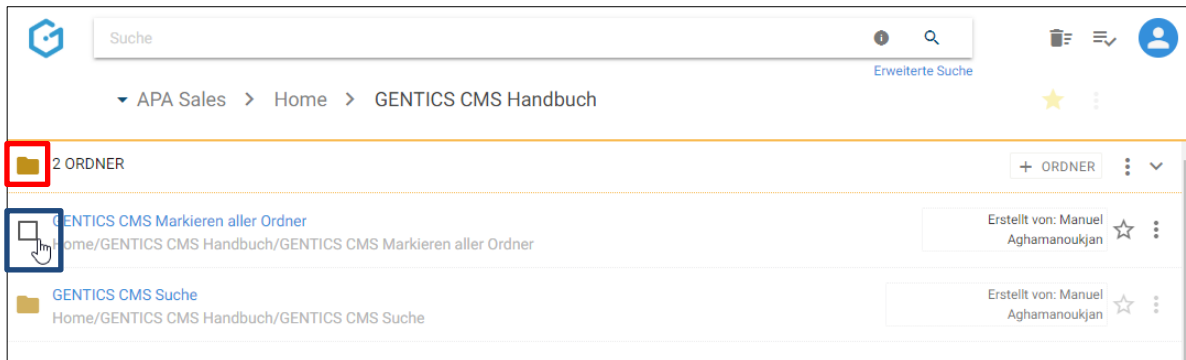 Suche
Erweiterte Suche
APA Sales > Home > GENTICS CMS Handbuch
2 ORDNER
+ ORDNER
GENTICS CMS Markieren aller Ordner
Home/GENTICS CMS Handbuch/GENTICS CMS Markieren aller Ordner
Erstellt von: Manuel
Aghamanoukjan
GENTICS CMS Suche
Home/GENTICS CMS Handbuch/GENTICS CMS Suche
Erstellt von: Manuel
Aghamanoukjan